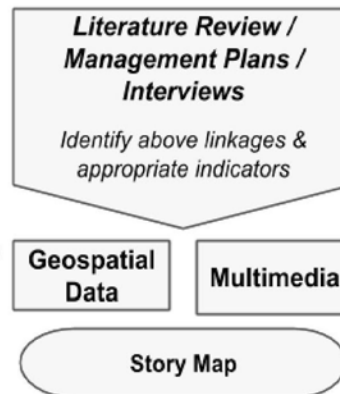 Literature Review /
Management Plans /
Interviews
Identify above linkages &
appropriate indicators
Geospatial
Data
Multimedia
Story Map